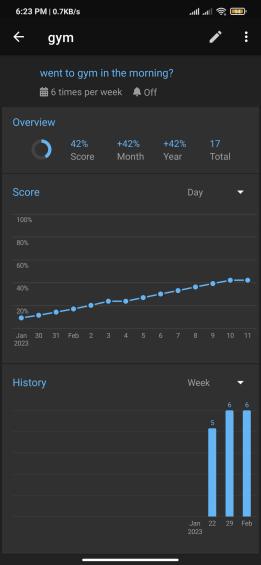 6:23 PM | 0.7KB/s
gym
went to gym in the morning?
6 times per week Off
Overview
42% +42% +42% 17
Score Month Year Total
Score Day
100%
80%
60%
40%
20%
Jan 30 31 Feb 2 3 4 5 6 7 8 9 10 11
2023
History Week
5 6 6
Jan 22 29 Feb
2023